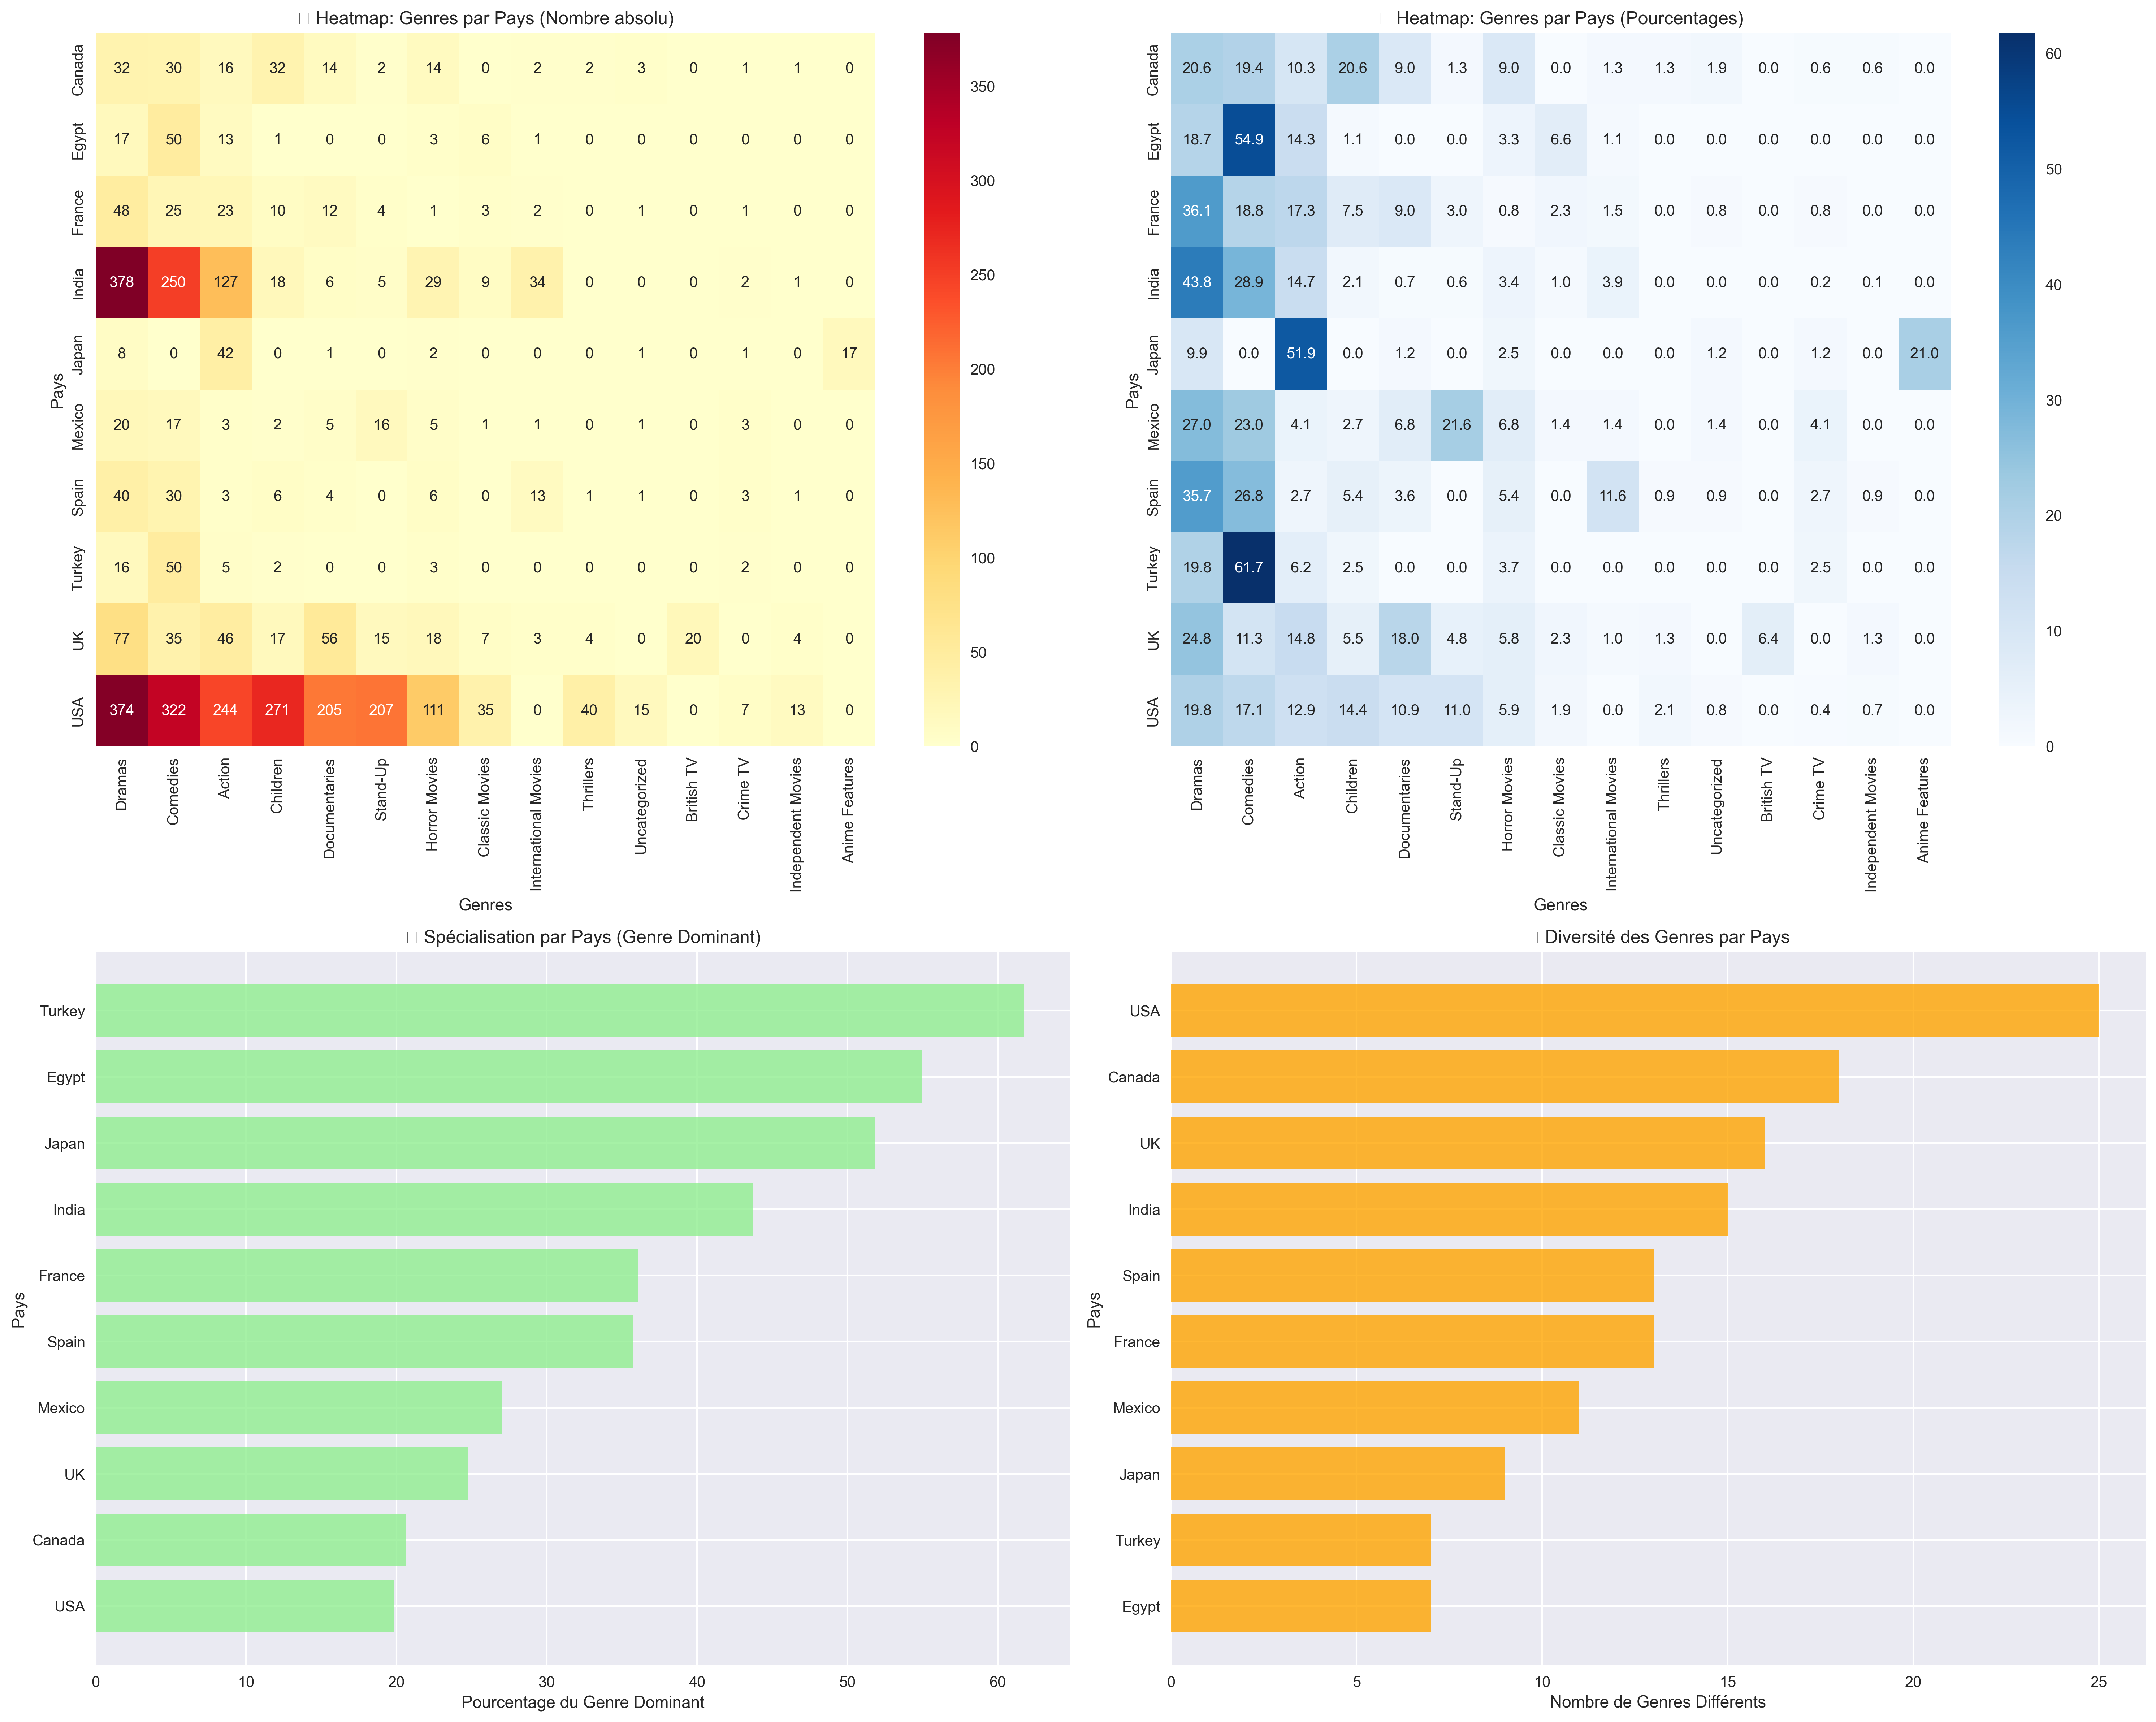 ▯ Heatmap: Genres par Pays (Nombre absolu)
Pays
Canada 32 30 16 32 14 2 14 0 2 2 3 0 1 1 0
Egypt 17 50 13 1 0 0 3 6 1 0 0 0 0 0 0
France 48 25 23 10 12 4 1 3 2 0 1 0 1 0 0
India 378 250 127 18 6 5 29 9 34 0 0 0 2 1 0
Japan 8 0 42 0 1 0 2 0 0 0 1 0 1 0 17
Mexico 20 17 3 2 5 16 5 1 1 0 1 0 3 0 0
Spain 40 30 3 6 4 0 6 0 13 1 1 0 3 1 0
Turkey 16 50 5 2 0 0 3 0 0 0 0 0 2 0 0
UK 77 35 46 17 56 15 18 7 3 4 0 20 0 4 0
USA 374 322 244 271 205 207 111 35 0 40 15 0 7 13 0
Dramas
Comedies
Action
Children
Documentaries
Stand-Up
Horror Movies
Classic Movies
International Movies
Thrillers
Uncategorized
British TV
Crime TV
Independent Movies
Anime Features
Genres
350
300
250
200
150
100
50
0
▯ Heatmap: Genres par Pays (Pourcentages)
Pays
Canada 20.6 19.4 10.3 20.6 9.0 1.3 9.0 0.0 1.3 1.3 1.9 0.0 0.6 0.6 0.0
Egypt 18.7 54.9 14.3 1.1 0.0 0.0 3.3 6.6 1.1 0.0 0.0 0.0 0.0 0.0 0.0
France 36.1 18.8 17.3 7.5 9.0 3.0 0.8 2.3 1.5 0.0 0.8 0.0 0.8 0.0 0.0
India 43.8 28.9 14.7 2.1 0.7 0.6 3.4 1.0 3.9 0.0 0.0 0.0 0.2 0.1 0.0
Japan 9.9 0.0 51.9 0.0 1.2 0.0 2.5 0.0 0.0 0.0 1.2 0.0 1.2 0.0 21.0
Mexico 27.0 23.0 4.1 2.7 6.8 21.6 6.8 1.4 1.4 0.0 1.4 0.0 4.1 0.0 0.0
Spain 35.7 26.8 2.7 5.4 3.6 0.0 5.4 0.0 11.6 0.9 0.9 0.0 2.7 0.9 0.0
Turkey 19.8 61.7 6.2 2.5 0.0 0.0 3.7 0.0 0.0 0.0 0.0 0.0 2.5 0.0 0.0
UK 24.8 11.3 14.8 5.5 18.0 4.8 5.8 2.3 1.0 1.3 0.0 6.4 0.0 1.3 0.0
USA 19.8 17.1 12.9 14.4 10.9 11.0 5.9 1.9 0.0 2.1 0.8 0.0 0.4 0.7 0.0
Dramas
Comedies
Action
Children
Documentaries
Stand-Up
Horror Movies
Classic Movies
International Movies
Thrillers
Uncategorized
British TV
Crime TV
Independent Movies
Anime Features
Genres
60
50
40
30
20
10
0
▯ Spécialisation par Pays (Genre Dominant)
Pays
Turkey
Egypt
Japan
India
France
Spain
Mexico
UK
Canada
USA
0 10 20 30 40 50 60
Pourcentage du Genre Dominant
▯ Diversité des Genres par Pays
Pays
USA
Canada
UK
India
Spain
France
Mexico
Japan
Turkey
Egypt
0 5 10 15 20 25
Nombre de Genres Différents